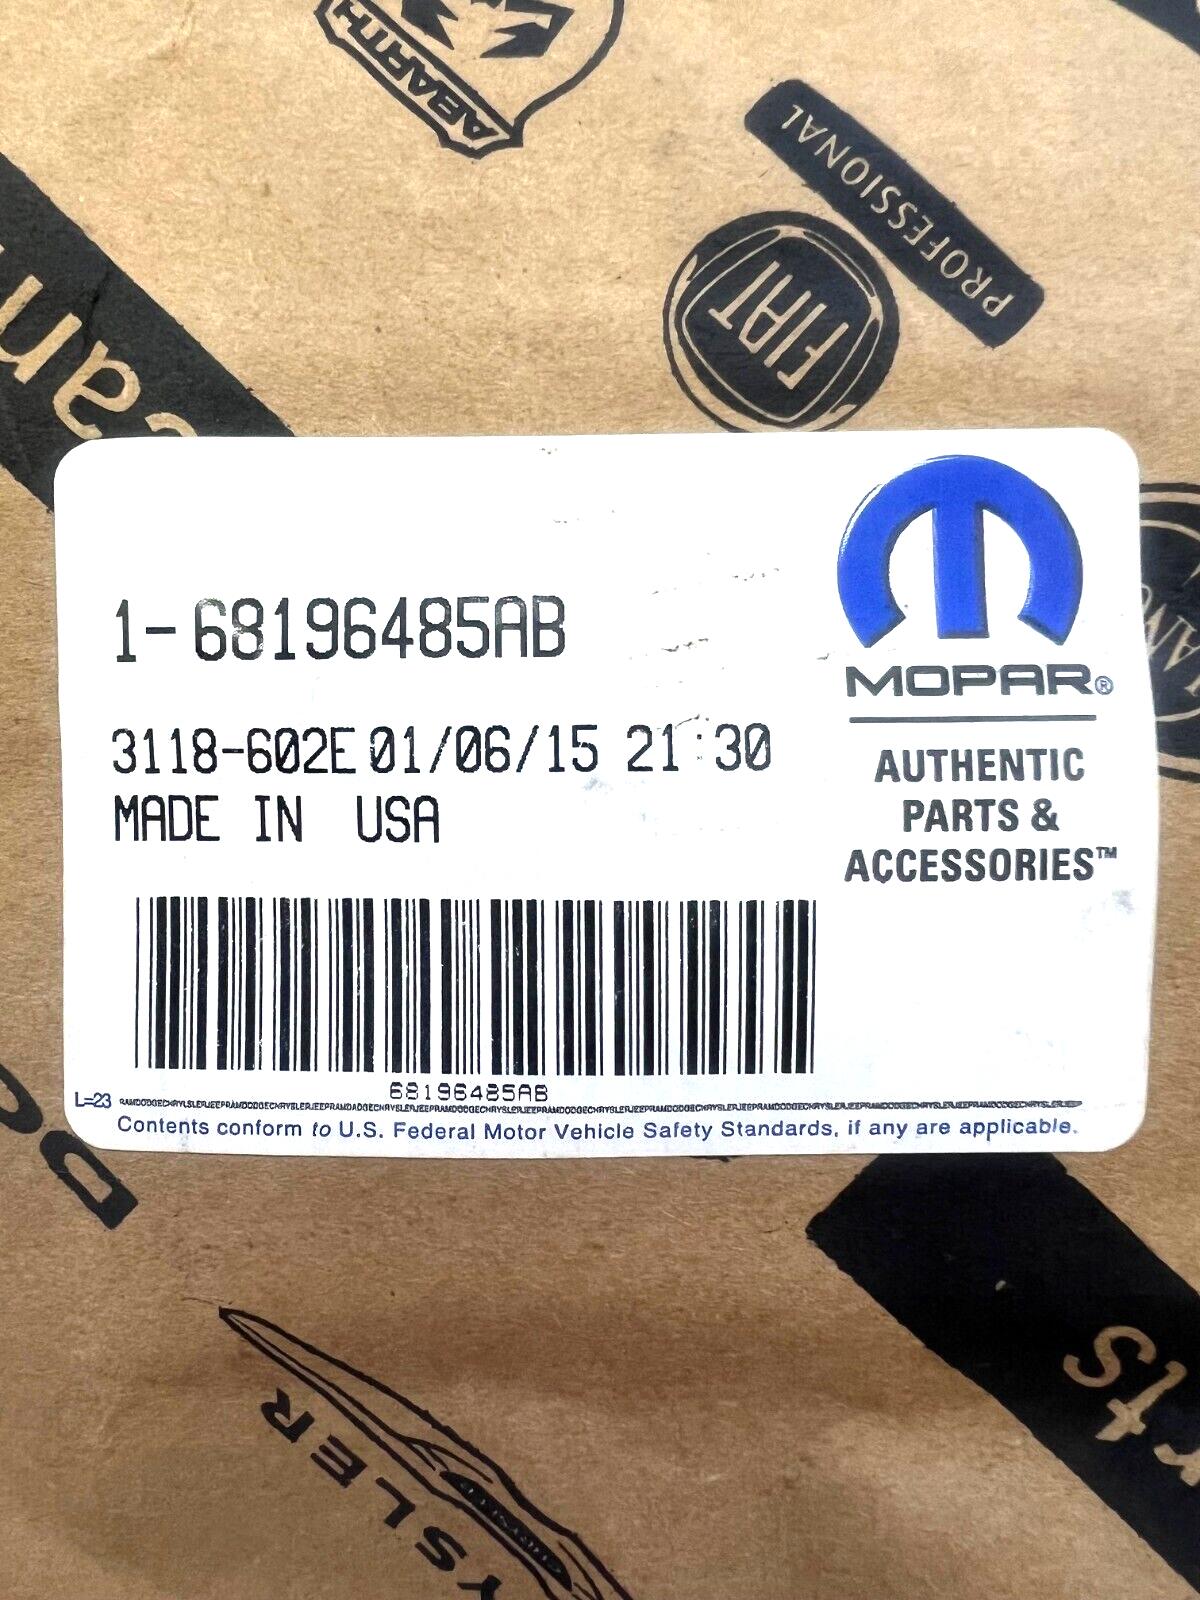 ABARTH
PROFESSIONAL
FIAT
1-68196485AB
3118-602E 01/06/15 21:30
MADE IN USA
MOPAR®
AUTHENTIC
PARTS &
ACCESSORIES™
68196485AB
L=23
Contents conform to U.S. Federal Motor Vehicle Safety Standards, if any are applicable.